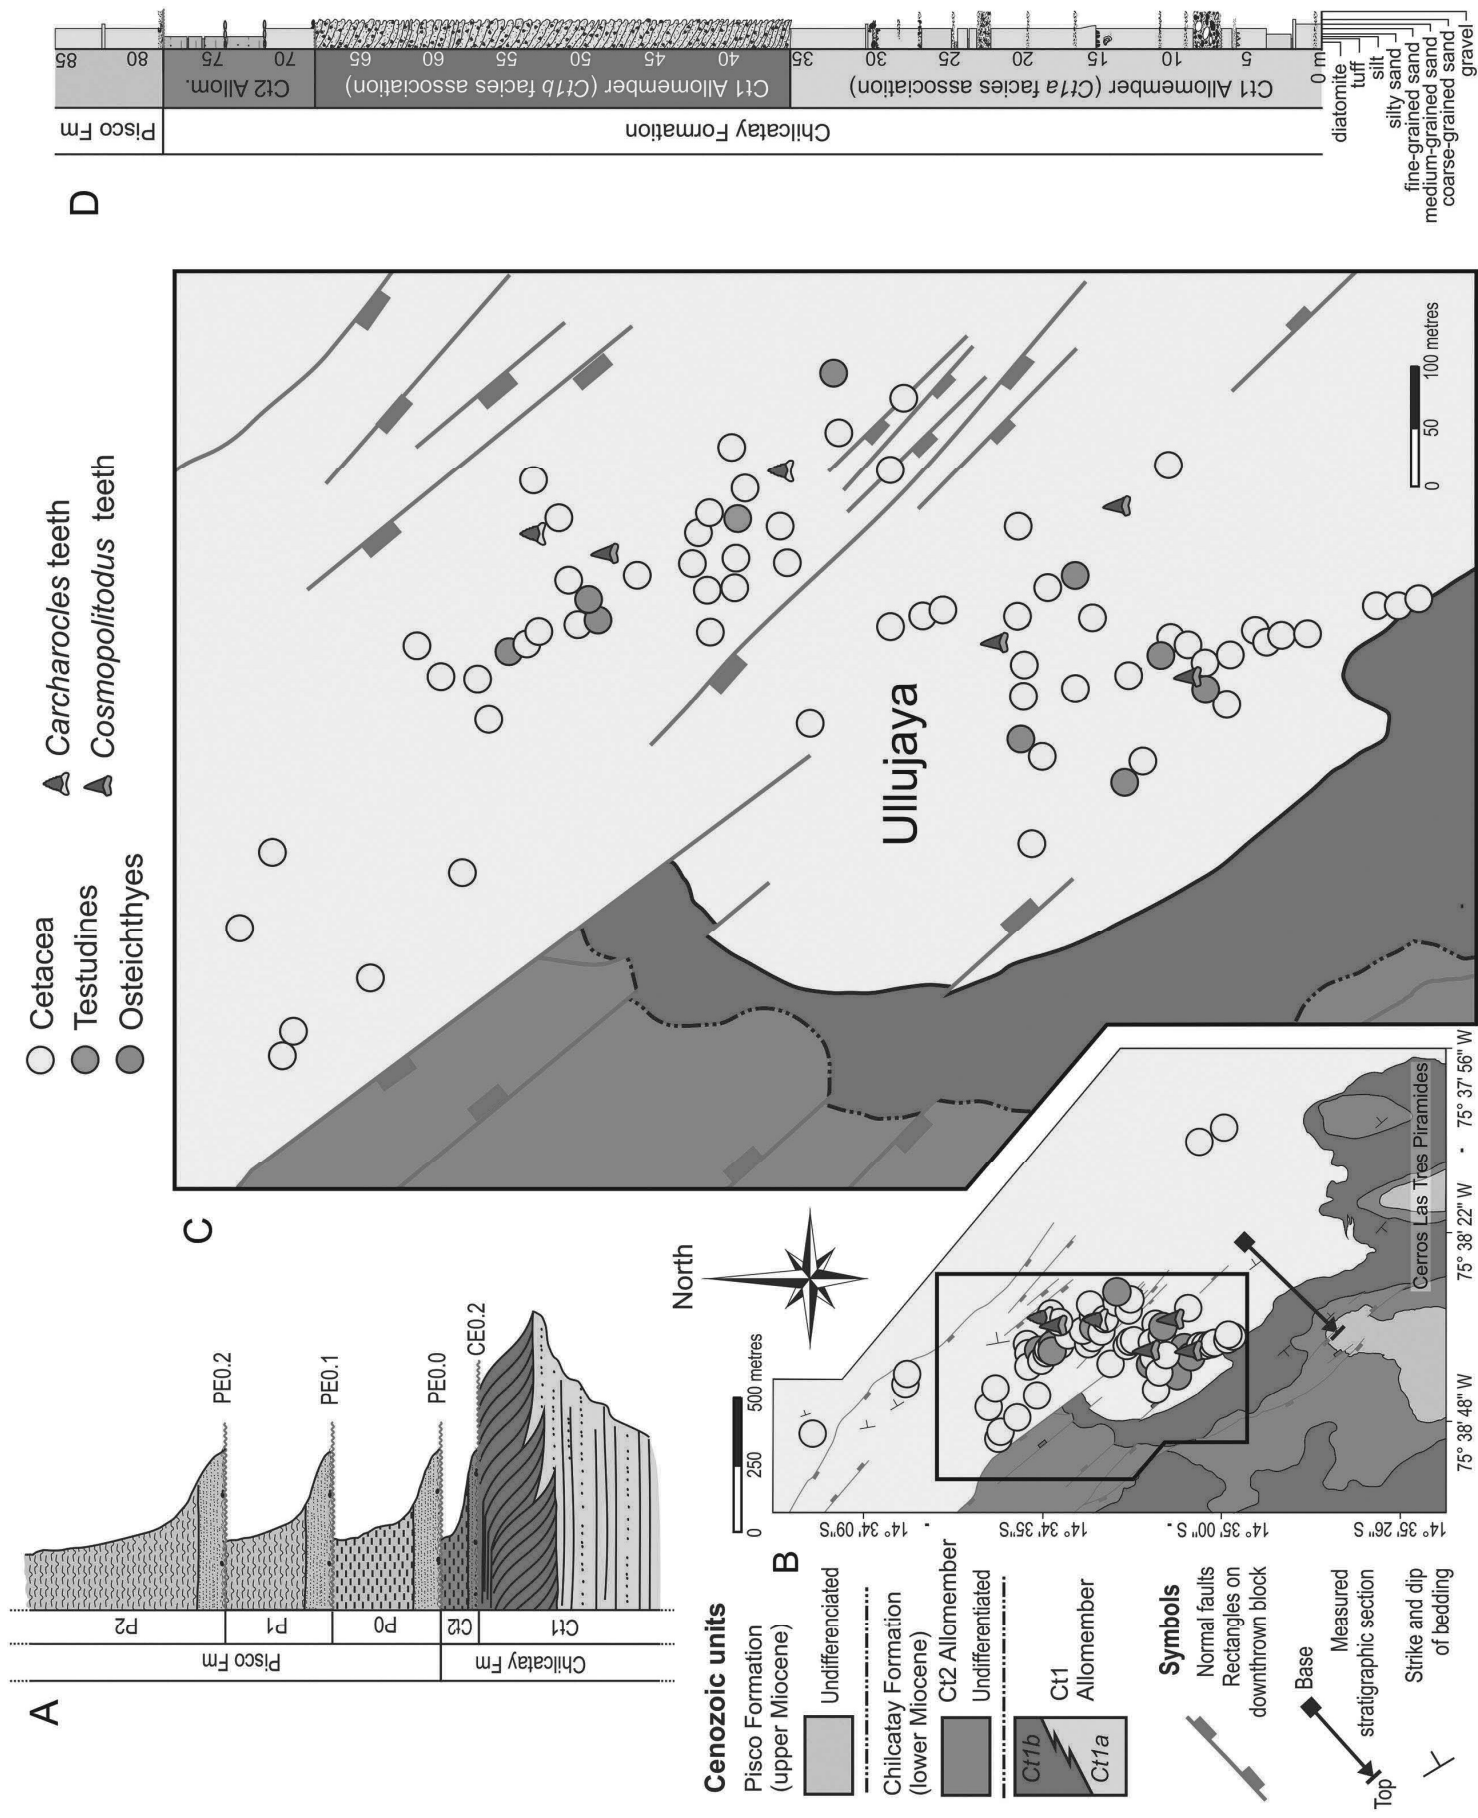 A
Pisco Fm
Chilcatay Fm
P2
P1
P0
Ct2
Ct1
PE0.2
PE0.1
PE0.0
CE0.2
Cenozoic units
Pisco Formation
(upper Miocene)
Undifferenciated
Chilcatay Formation
(lower Miocene)
Ct2 Allomember
Undifferentiated
Ct1b
Ct1a
Ct1
Allomember
Symbols
Normal faults
Rectangles on
downthrown block
Base
Top
Measured
stratigraphic section
Strike and dip
of bedding
B
0
250
500 metres
North
14° 34' 09" S
14° 34' 35" S
14° 35' 00" S
14° 35' 26" S
75° 38' 48" W
75° 38' 22" W
75° 37' 56" W
Cerros Las Tres Piramides
C
Cetacea
Testudines
Osteichthyes
Carcharocles teeth
Cosmopolitodus teeth
Ullujaya
0
50
100 metres
D
Pisco Fm
Chilcatay Formation
Ct2 Allom.
Ct1 Allomember (Ct1b facies association)
Ct1 Allomember (Ct1a facies association)
85
80
75
70
65
60
55
50
45
40
35
30
25
20
15
10
5
0 m
diatomite
tuff
silt
silty sand
fine-grained sand
medium-grained sand
coarse-grained sand
gravel